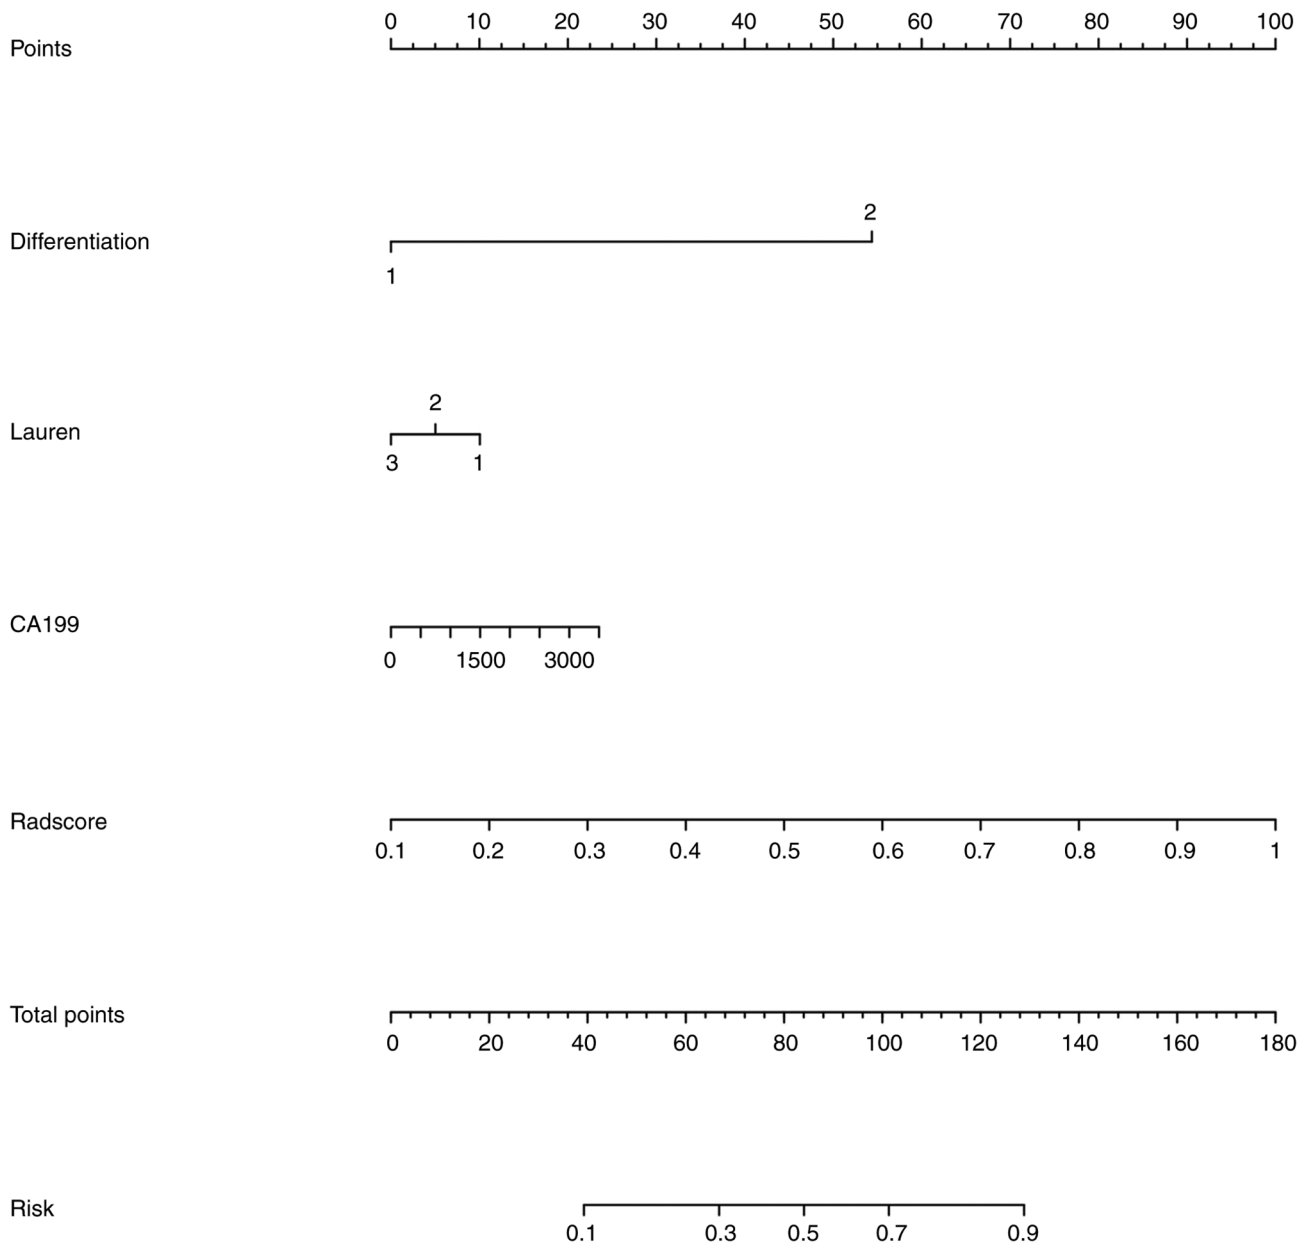 0 10 20 30 40 50 60 70 80 90 100
Points
2
Differentiation
1
2
Lauren
3 1
CA199
0 1500 3000
Radscore
0.1 0.2 0.3 0.4 0.5 0.6 0.7 0.8 0.9 1
Total points
0 20 40 60 80 100 120 140 160 180
Risk
0.1 0.3 0.5 0.7 0.9